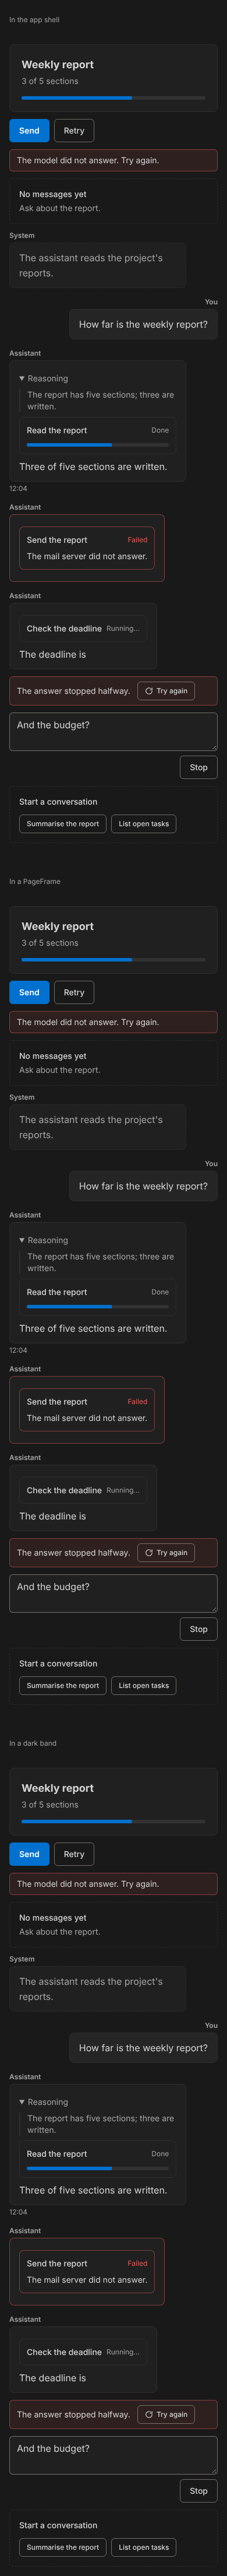 In the app shell
Weekly report
3 of 5 sections
Send
Retry
The model did not answer. Try again.
No messages yet
Ask about the report.
System
The assistant reads the project's
reports.
You
How far is the weekly report?
Assistant
▼ Reasoning
The report has five sections; three are
written.
Read the report
Done
Three of five sections are written.
12:04
Assistant
Send the report
Failed
The mail server did not answer.
Assistant
Check the deadline
Running…
The deadline is
The answer stopped halfway.
Try again
And the budget?
Stop
Start a conversation
Summarise the report
List open tasks
In a PageFrame
Weekly report
3 of 5 sections
Send
Retry
The model did not answer. Try again.
No messages yet
Ask about the report.
System
The assistant reads the project's
reports.
You
How far is the weekly report?
Assistant
▼ Reasoning
The report has five sections; three are
written.
Read the report
Done
Three of five sections are written.
12:04
Assistant
Send the report
Failed
The mail server did not answer.
Assistant
Check the deadline
Running…
The deadline is
The answer stopped halfway.
Try again
And the budget?
Stop
Start a conversation
Summarise the report
List open tasks
In a dark band
Weekly report
3 of 5 sections
Send
Retry
The model did not answer. Try again.
No messages yet
Ask about the report.
System
The assistant reads the project's
reports.
You
How far is the weekly report?
Assistant
▼ Reasoning
The report has five sections; three are
written.
Read the report
Done
Three of five sections are written.
12:04
Assistant
Send the report
Failed
The mail server did not answer.
Assistant
Check the deadline
Running…
The deadline is
The answer stopped halfway.
Try again
And the budget?
Stop
Start a conversation
Summarise the report
List open tasks